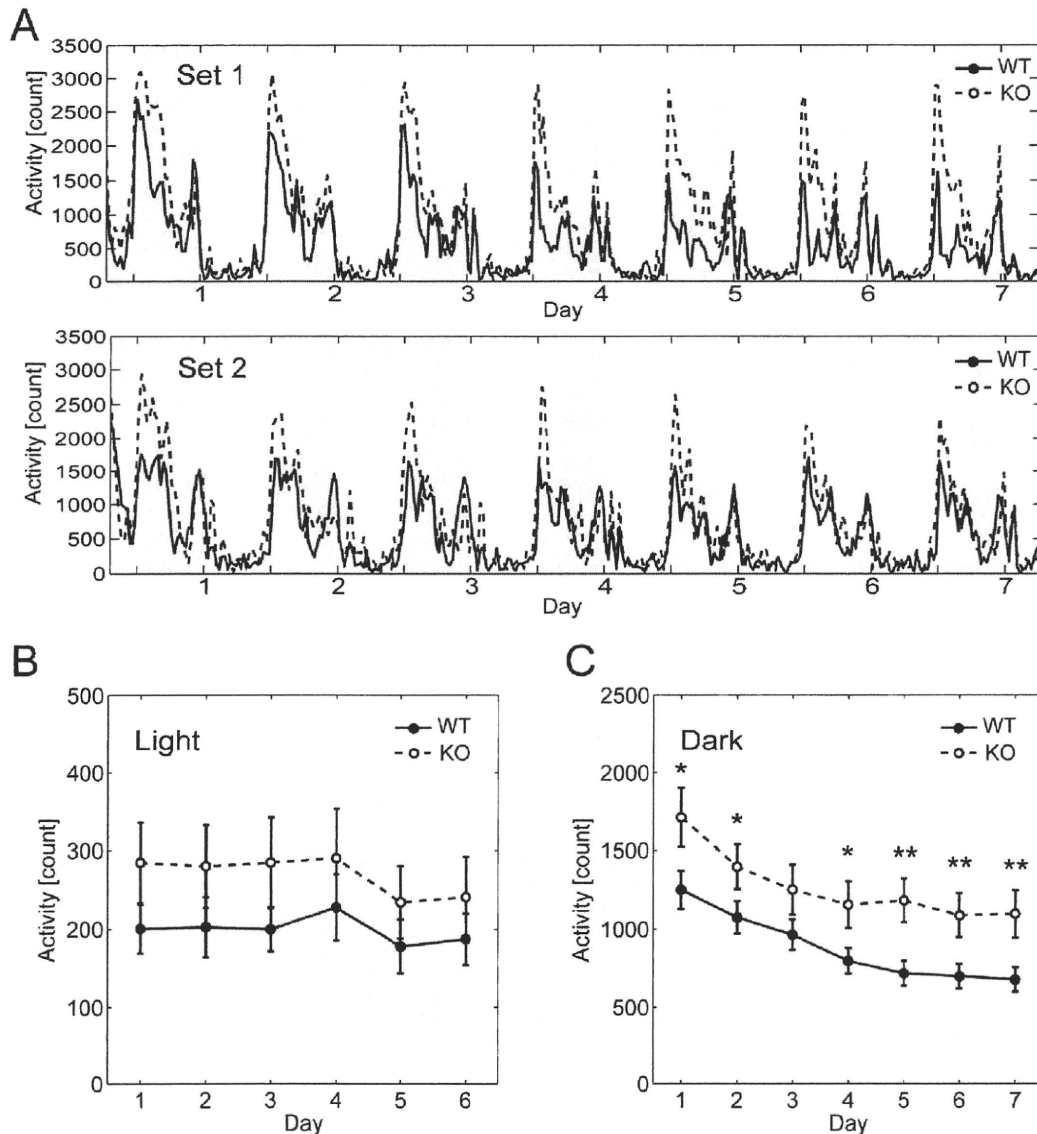 A
3500
3000
2500
2000
1500
1000
500
0
Activity [count]
Set 1
WT
KO
1 2 3 4 5 6 7
Day
3500
3000
2500
2000
1500
1000
500
0
Activity [count]
Set 2
WT
KO
1 2 3 4 5 6 7
Day
B
500
400
300
200
100
0
Activity [count]
Light
WT
KO
1 2 3 4 5 6
Day
C
2500
2000
1500
1000
500
0
Activity [count]
Dark
WT
KO
* * * ** ** **
1 2 3 4 5 6 7
Day